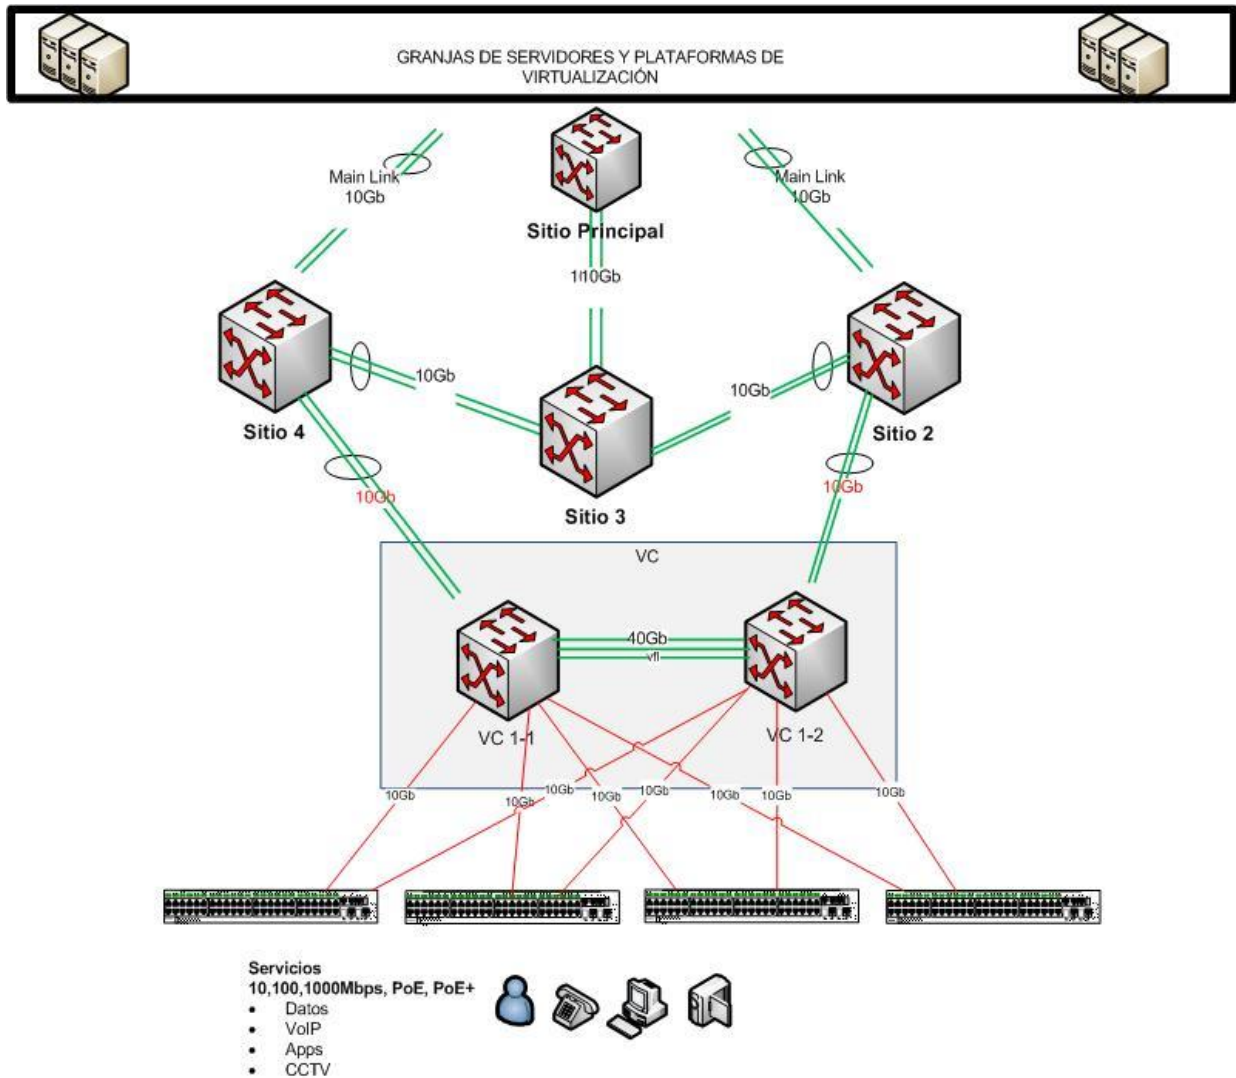 GRANJAS DE SERVIDORES Y PLATAFORMAS DE
VIRTUALIZACIÓN
Main Link
10Gb
Main Link
10Gb
Sitio Principal
10Gb
Sitio 4
10Gb
10Gb
Sitio 2
Sitio 3
10Gb
10Gb
VC
40Gb
vfl
VC 1-1
VC 1-2
10Gb
10Gb
10Gb
10Gb
10Gb
10Gb
10Gb
10Gb
Servicios
10,100,1000Mbps, PoE, PoE+
• Datos
• VoIP
• Apps
• CCTV